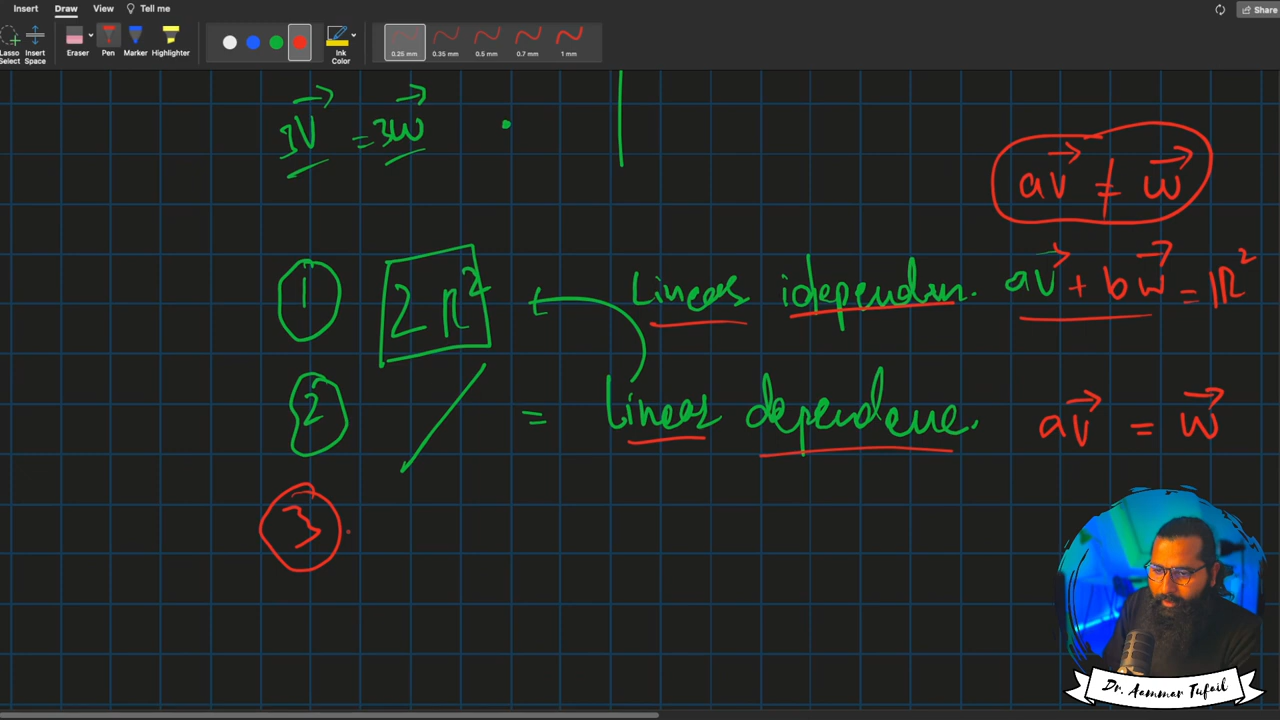 Insert Draw View Tell me Share
Lasso Select Insert Space Eraser Pen Marker Highlighter Ink Color 0.25 mm 0.35 mm 0.5 mm 0.7 mm 1 mm
3V = 3W
aV ≠ W
1 2 ℝ² Linear idependen. aV + bW = ℝ²
2 = Linear dependene. aV = W
3
Dr. Aammar Tufail